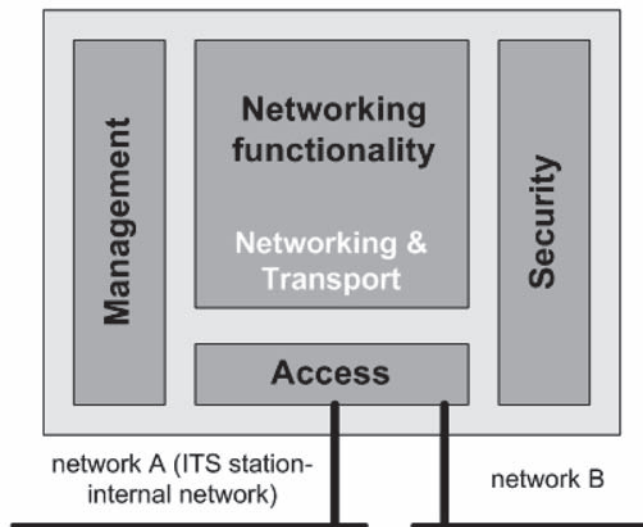 Management
Networking
functionality
Networking &
Transport
Security
Access
network A (ITS station-
internal network)
network B